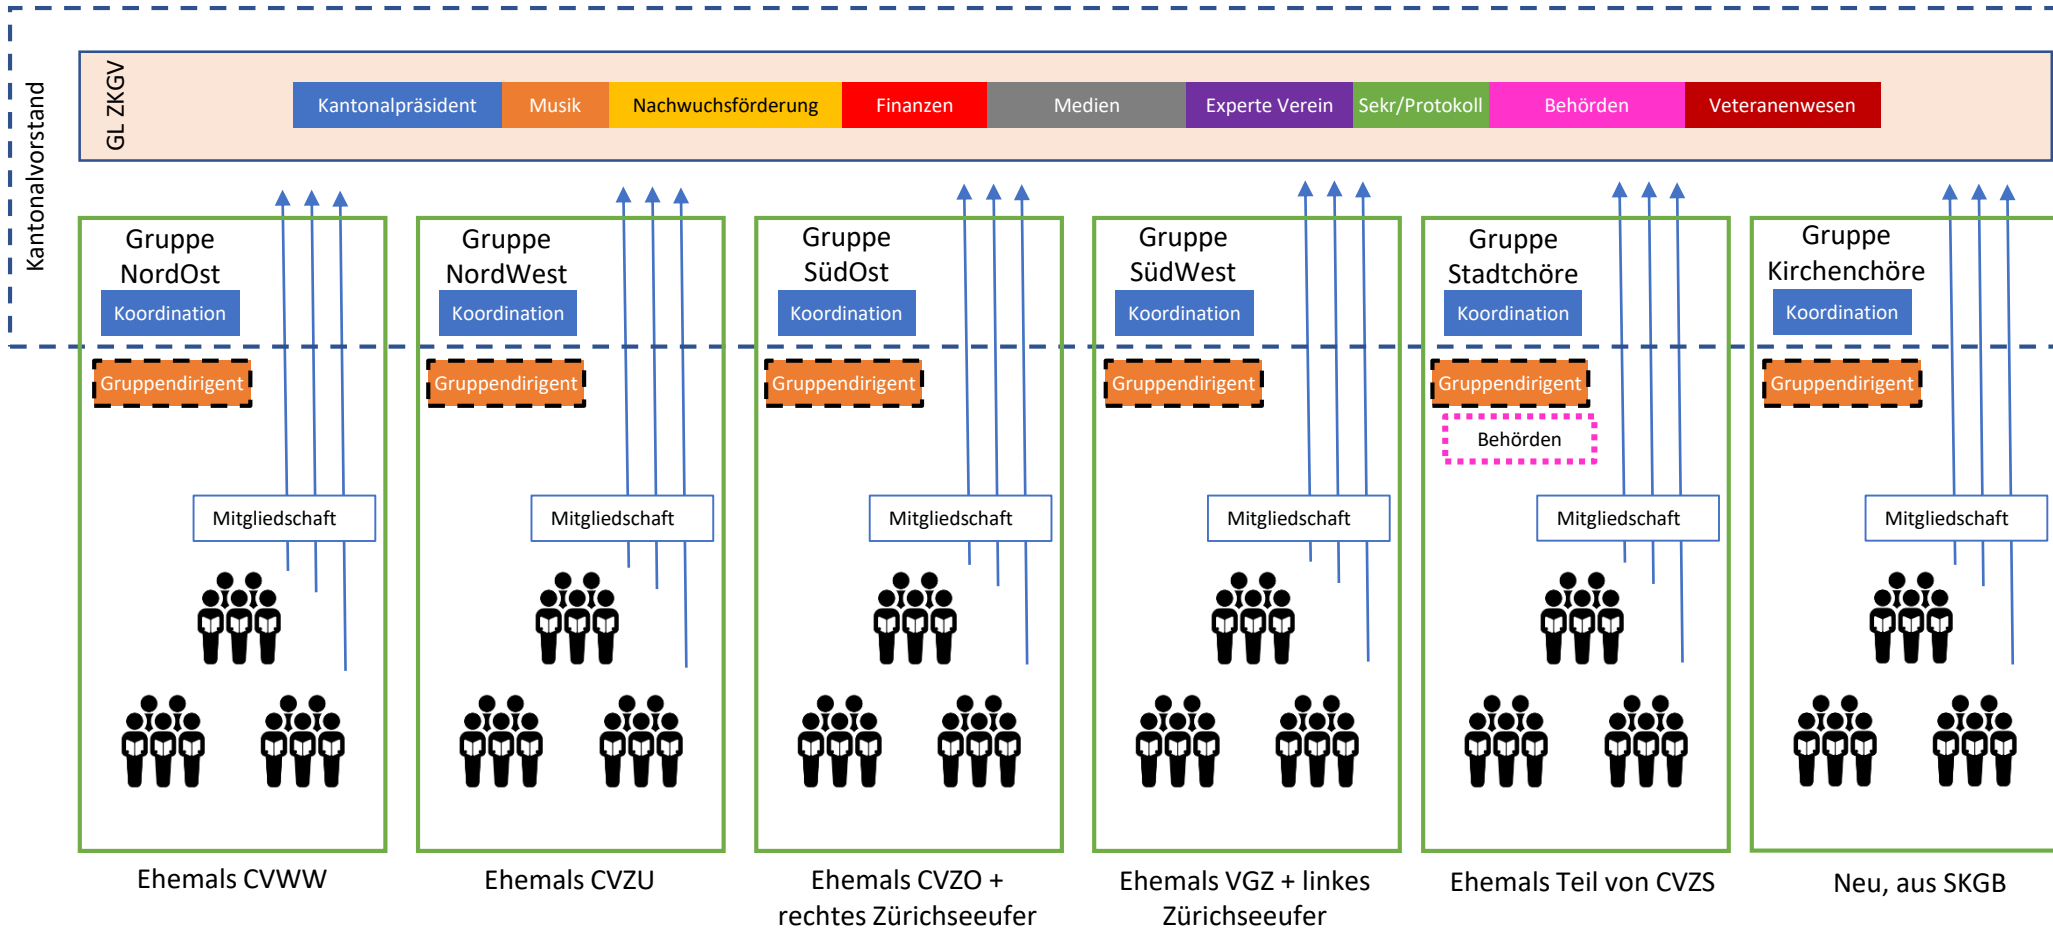 Kantonalvorstand
GL ZKGV
Kantonalpräsident
Musik
Nachwuchsförderung
Finanzen
Medien
Experte Verein
Sekr/Protokoll
Behörden
Veteranenwesen
Gruppe
NordOst
Koordination
Gruppendirigent
Mitgliedschaft
Ehemals CVWW
Gruppe
NordWest
Koordination
Gruppendirigent
Mitgliedschaft
Ehemals CVZU
Gruppe
SüdOst
Koordination
Gruppendirigent
Mitgliedschaft
Ehemals CVZO +
rechtes Zürichseeufer
Gruppe
SüdWest
Koordination
Gruppendirigent
Mitgliedschaft
Ehemals VGZ + linkes
Zürichseeufer
Gruppe
Stadtchöre
Koordination
Gruppendirigent
Behörden
Mitgliedschaft
Ehemals Teil von CVZS
Gruppe
Kirchenchöre
Koordination
Gruppendirigent
Mitgliedschaft
Neu, aus SKGB